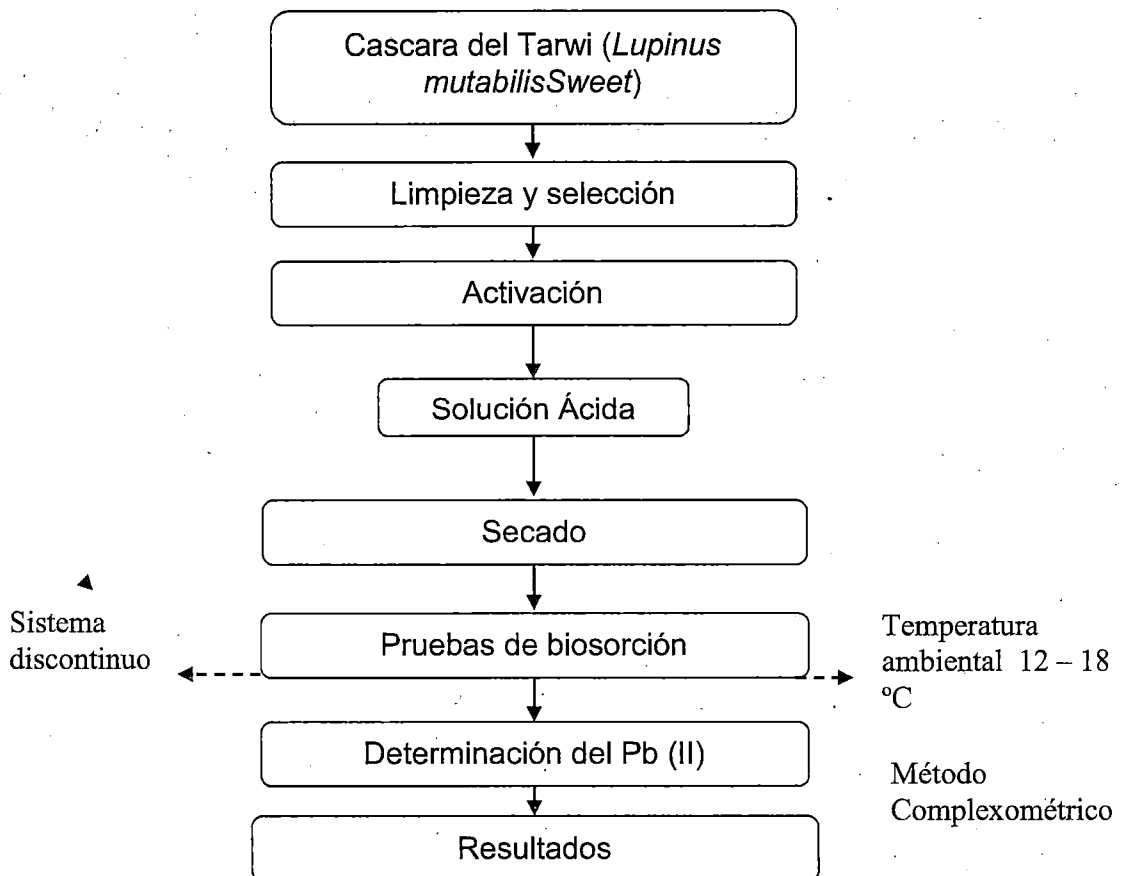 Cascara del Tarwi (Lupinus
mutabilisSweet)
Limpieza y selección
Activación
Solución Ácida
Secado
Sistema
discontinuo
Pruebas de biosorción
Temperatura
ambiental 12 – 18
ºC
Determinación del Pb (II)
Método
Complexométrico
Resultados